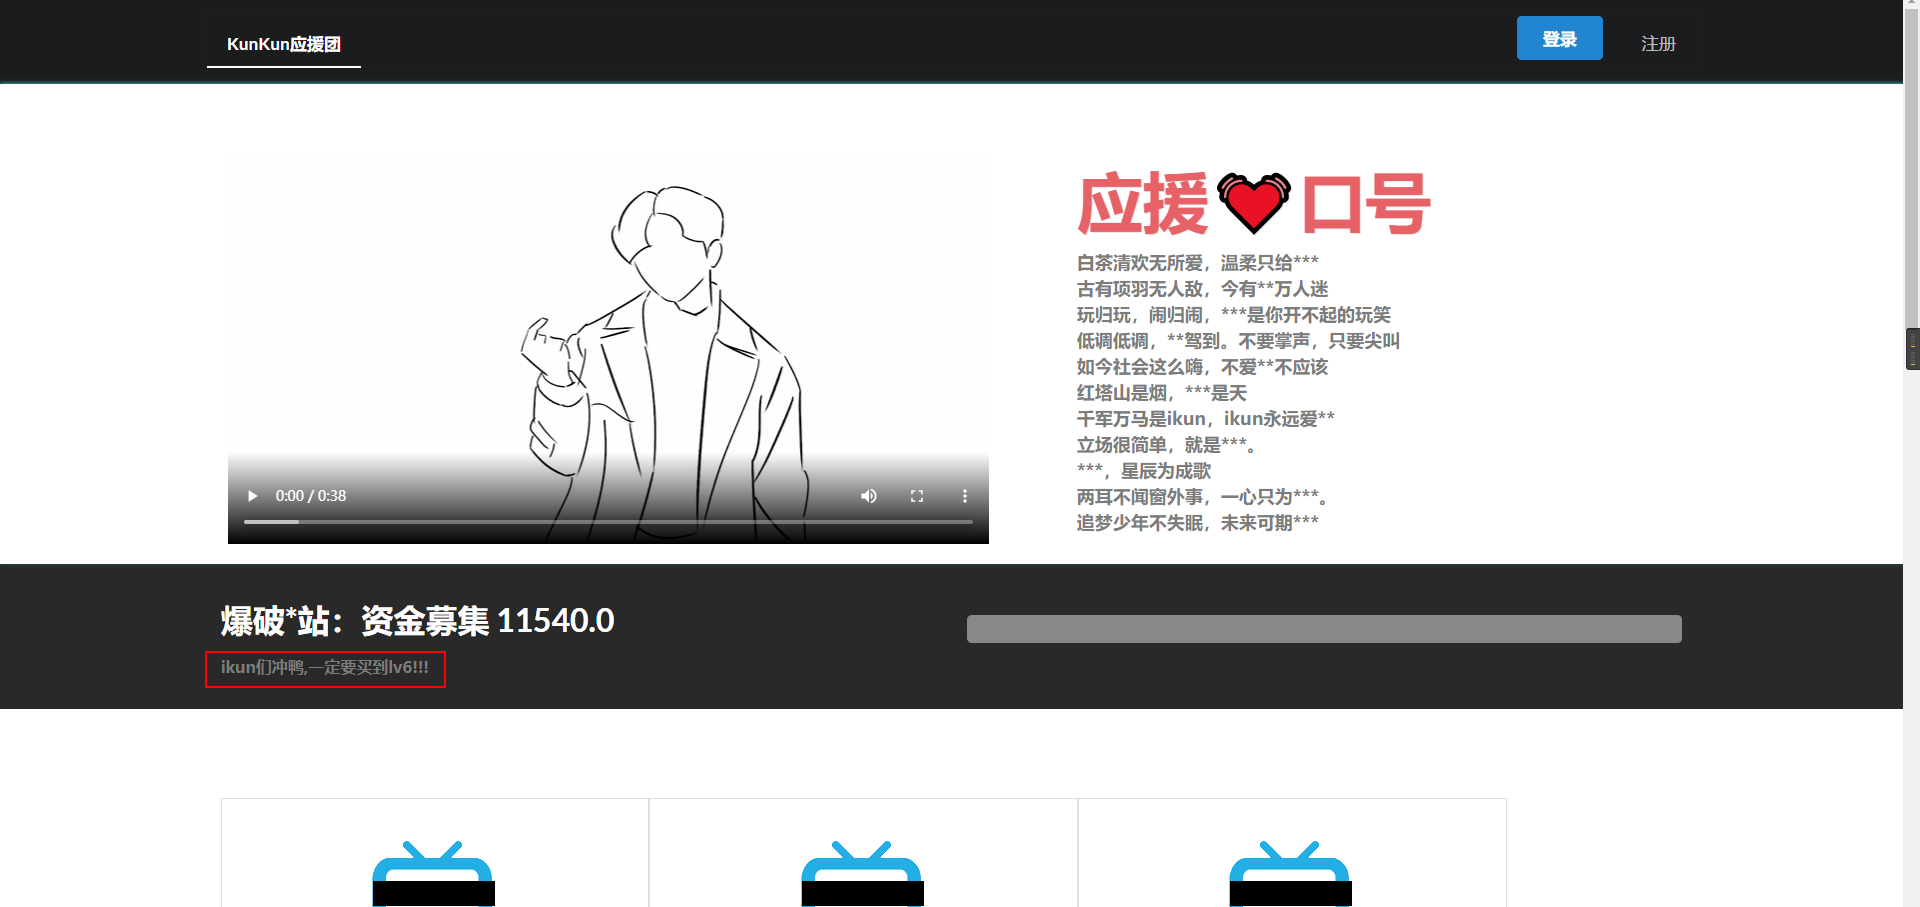 KunKun应援团
登录
注册
应援口号
白茶清欢无所爱，温柔只给***
古有项羽无人敌，今有**万人迷
玩归玩，闹归闹，***是你开不起的玩笑
低调低调，**驾到。不要掌声，只要尖叫
如今社会这么嗨，不爱**不应该
红塔山是烟，***是天
千军万马是ikun，ikun永远爱**
立场很简单，就是***。
***，星辰为成歌
两耳不闻窗外事，一心只为***。
追梦少年不失眠，未来可期***
0:00 / 0:38
爆破*站：资金募集 11540.0
ikun们冲鸭,一定要买到lv6!!!